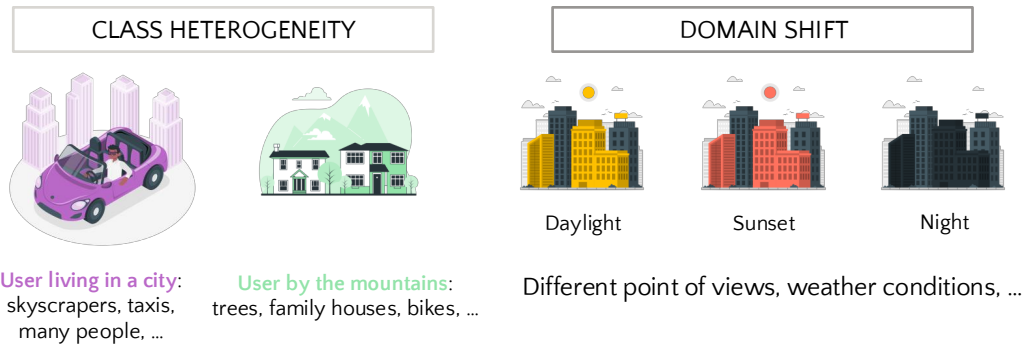 CLASS HETEROGENEITY
User living in a city:
skyscrapers, taxis,
many people, ...
User by the mountains:
trees, family houses, bikes, ...
DOMAIN SHIFT
Daylight
Sunset
Night
Different point of views, weather conditions, ...